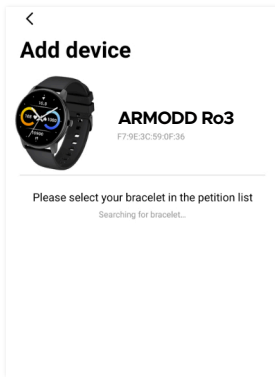 Add device
ARMODD Ro3
F7:9E:3C:59:0F:36
Please select your bracelet in the petition list
Searching for bracelet...